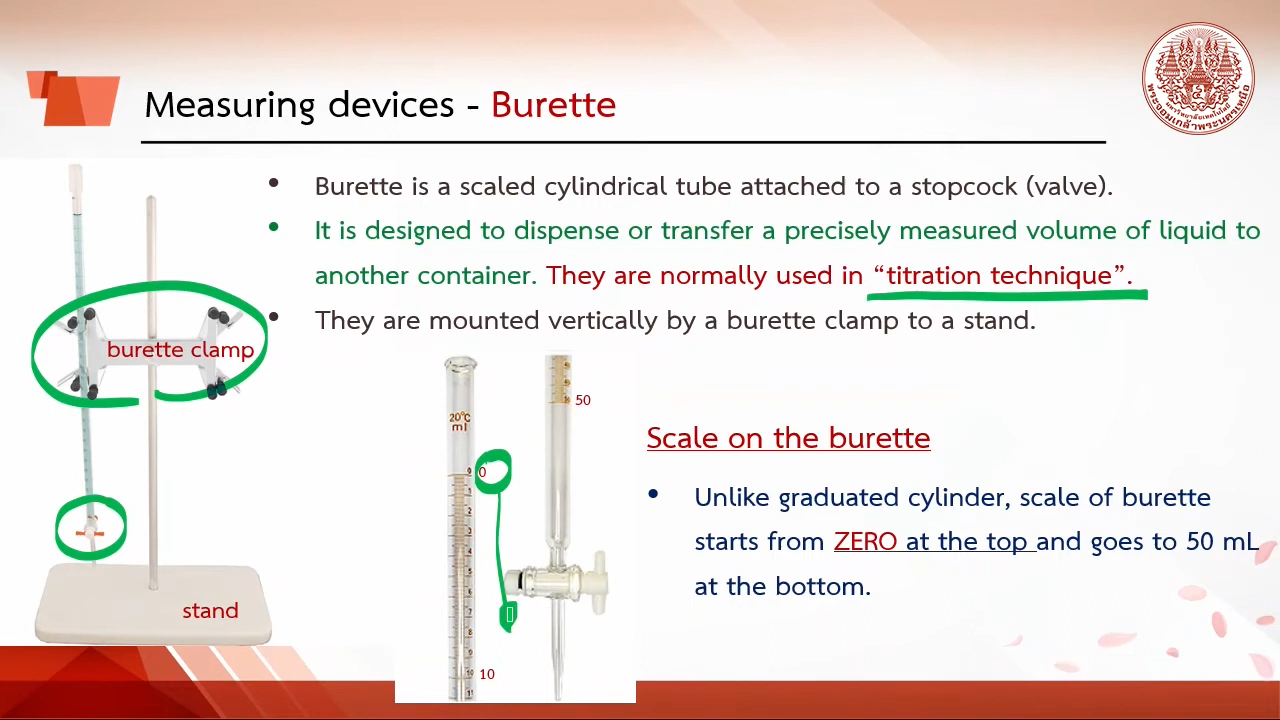 Measuring devices - Burette
• Burette is a scaled cylindrical tube attached to a stopcock (valve).
• It is designed to dispense or transfer a precisely measured volume of liquid to
another container. They are normally used in “titration technique”.
• They are mounted vertically by a burette clamp to a stand.
burette clamp
stand
20°C
ml
0
10
50
Scale on the burette
• Unlike graduated cylinder, scale of burette
starts from ZERO at the top and goes to 50 mL
at the bottom.